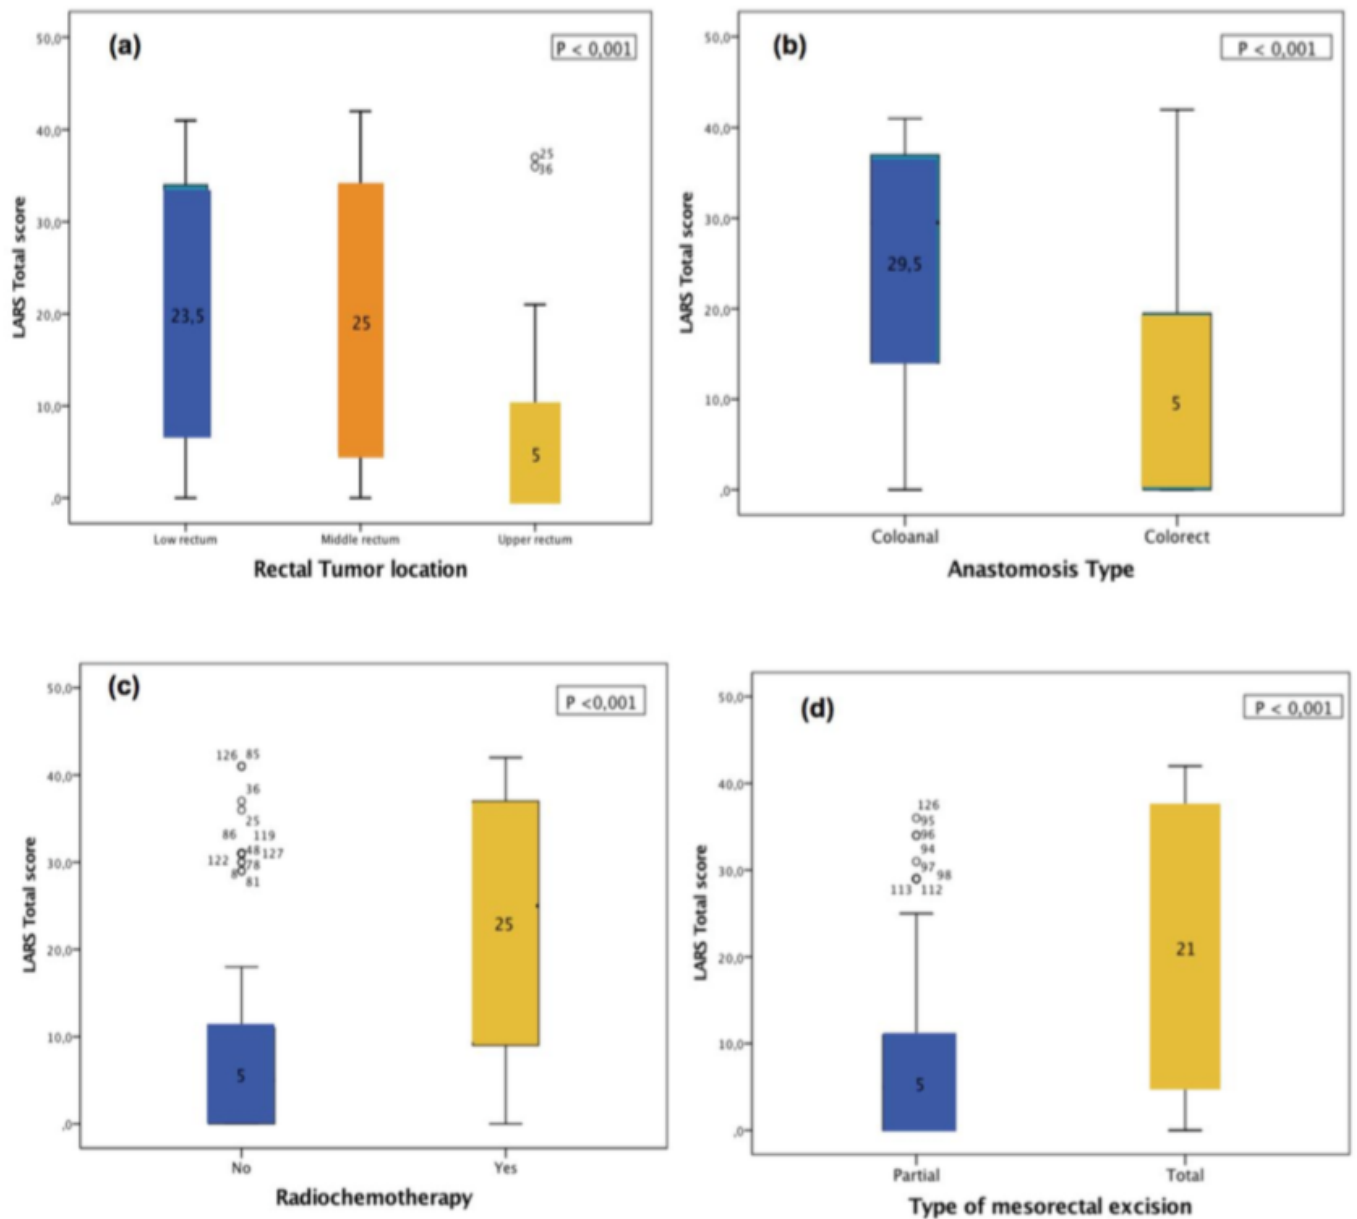 (a)
P < 0,001
50,0
40,0
30,0
20,0
10,0
,0
LARS Total score
25
36
23,5
25
5
Low rectum Middle rectum Upper rectum
Rectal Tumor location
(b)
P < 0,001
50,0
40,0
30,0
20,0
10,0
,0
LARS Total score
29,5
5
Coloanal Colorect
Anastomosis Type
(c)
P <0,001
50,0
40,0
30,0
20,0
10,0
,0
LARS Total score
126 85
36
25
86 119
48 127
122 78
8
81
5
25
No Yes
Radiochemotherapy
(d)
P < 0,001
50,0
40,0
30,0
20,0
10,0
,0
LARS Total score
126
95
96
94
97 98
113 112
5
21
Partial Total
Type of mesorectal excision